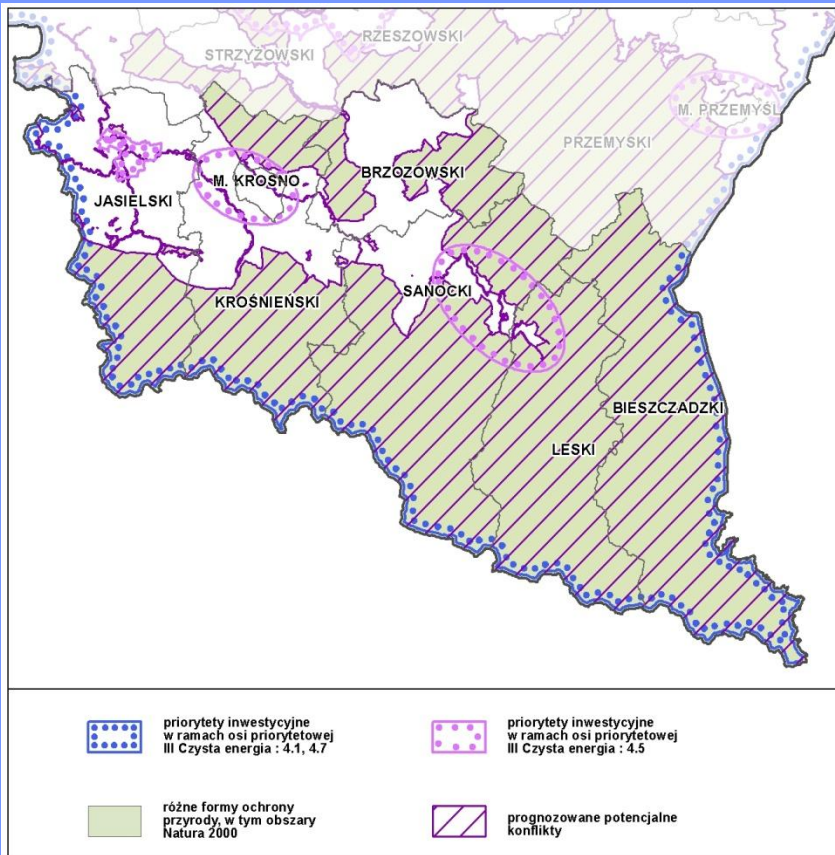 RZESZOWSKI
STRZYŻOWSKI
M. PRZEMYŚL
PRZEMYSKI
BRZOZOWSKI
M. KROSNO
JASIELSKI
SANOCKI
KROŚNIEŃSKI
BIESZCZADZKI
LESKI
priorytety inwestycyjne
w ramach osi priorytetowej
III Czysta energia : 4.1, 4.7
priorytety inwestycyjne
w ramach osi priorytetowej
III Czysta energia : 4.5
różne formy ochrony
przyrody, w tym obszary
Natura 2000
prognozowane potencjalne
konflikty